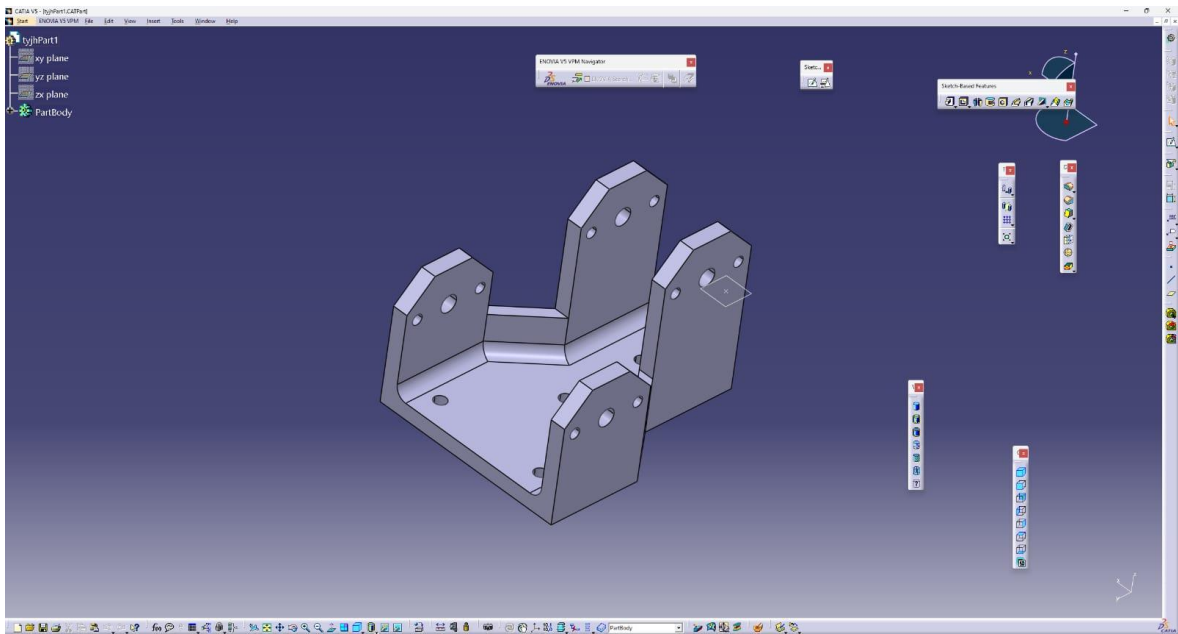 CATIA V5 - [tyjhPart1.CATPart]
Start ENOVIA V5 VPM File Edit View Insert Tools Window Help
tyjhPart1
xy plane
yz plane
zx plane
PartBody
ENOVIA V5 VPM Navigator
Sketc...
Sketch-Based Features
PartBody